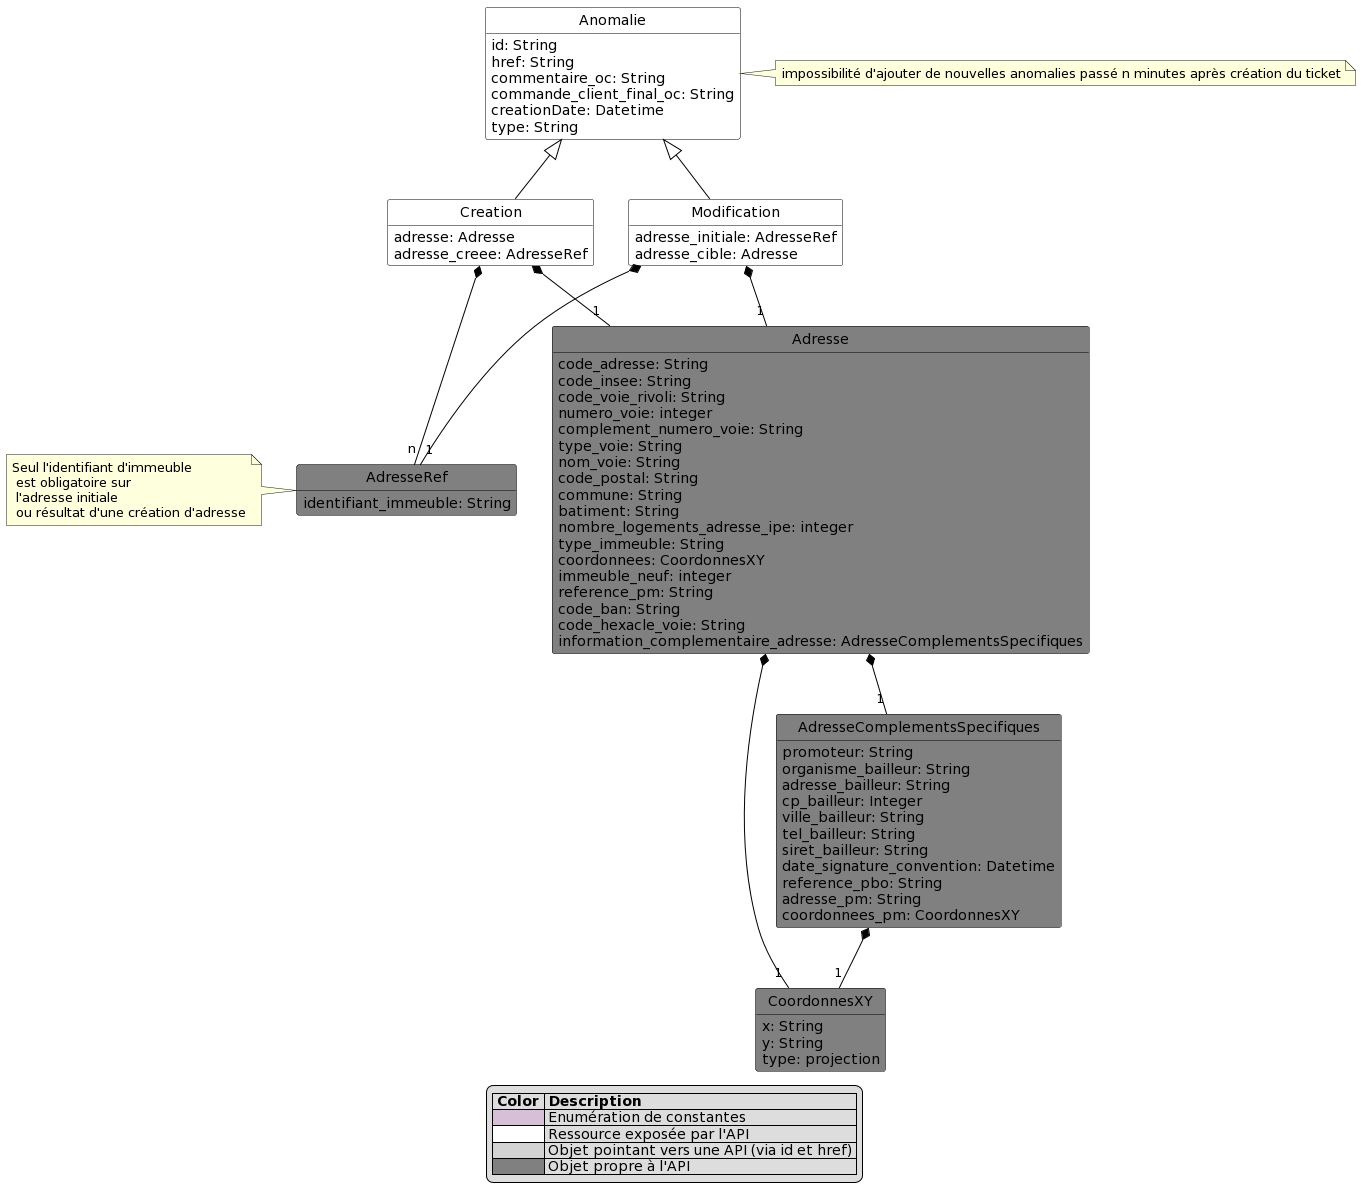 Anomalie
id: String
href: String
commentaire_oc: String
commande_client_final_oc: String
creationDate: Datetime
type: String
impossibilité d'ajouter de nouvelles anomalies passé n minutes après création du ticket
Creation
adresse: Adresse
adresse_creee: AdresseRef
Modification
adresse_initiale: AdresseRef
adresse_cible: Adresse
1
1
Adresse
code_adresse: String
code_insee: String
code_voie_rivoli: String
numero_voie: integer
complement_numero_voie: String
type_voie: String
nom_voie: String
code_postal: String
commune: String
batiment: String
nombre_logements_adresse_ipe: integer
type_immeuble: String
coordonnees: CoordonnesXY
immeuble_neuf: integer
reference_pm: String
code_ban: String
code_hexacle_voie: String
information_complementaire_adresse: AdresseComplementsSpecifiques
n
1
Seul l'identifiant d'immeuble
est obligatoire sur
l'adresse initiale
ou résultat d'une création d'adresse
AdresseRef
identifiant_immeuble: String
1
AdresseComplementsSpecifiques
promoteur: String
organisme_bailleur: String
adresse_bailleur: String
cp_bailleur: Integer
ville_bailleur: String
tel_bailleur: String
siret_bailleur: String
date_signature_convention: Datetime
reference_pbo: String
adresse_pm: String
coordonnees_pm: CoordonnesXY
1
1
CoordonnesXY
x: String
y: String
type: projection
Color Description
Enumération de constantes
Ressource exposée par l'API
Objet pointant vers une API (via id et href)
Objet propre à l'API